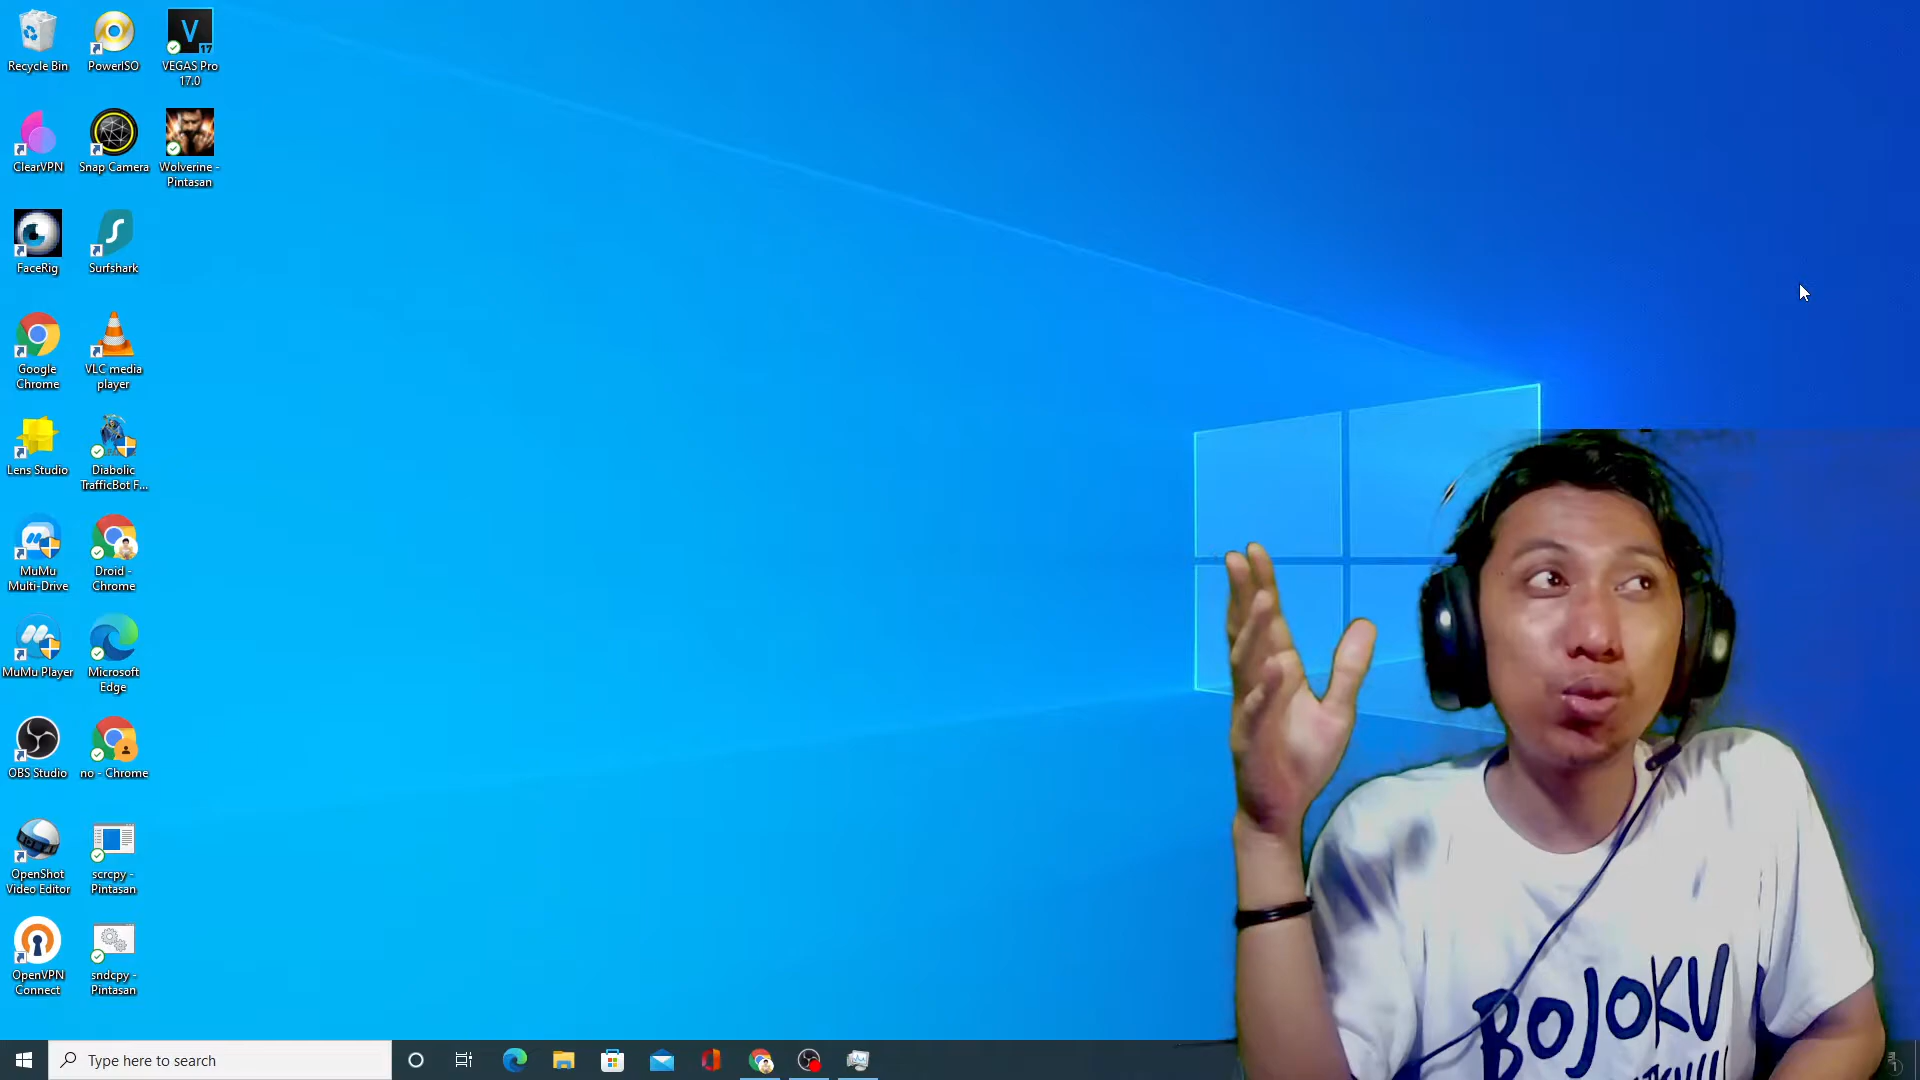 Recycle Bin
PowerISO
VEGAS Pro
17.0
V
17
ClearVPN
Snap Camera
Wolverine -
Pintasan
FaceRig
Surfshark
Google
Chrome
VLC media
player
Lens Studio
Diabolic
TrafficBot F...
MuMu
Multi-Drive
Droid -
Chrome
MuMu Player
Microsoft
Edge
OBS Studio
no - Chrome
OpenShot
Video Editor
scrcpy -
Pintasan
OpenVPN
Connect
sndcpy -
Pintasan
BOJOKU
Type here to search
1